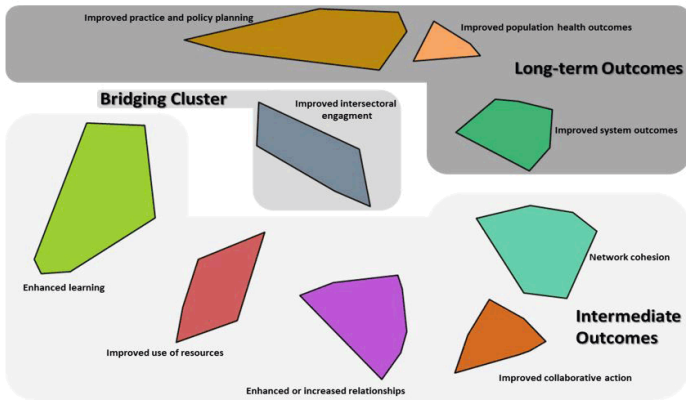 Improved practice and policy planning
Improved population health outcomes
Long-term Outcomes
Bridging Cluster
Improved intersectoral
engagment
Improved system outcomes
Network cohesion
Enhanced learning
Intermediate
Outcomes
Improved use of resources
Improved collaborative action
Enhanced or increased relationships